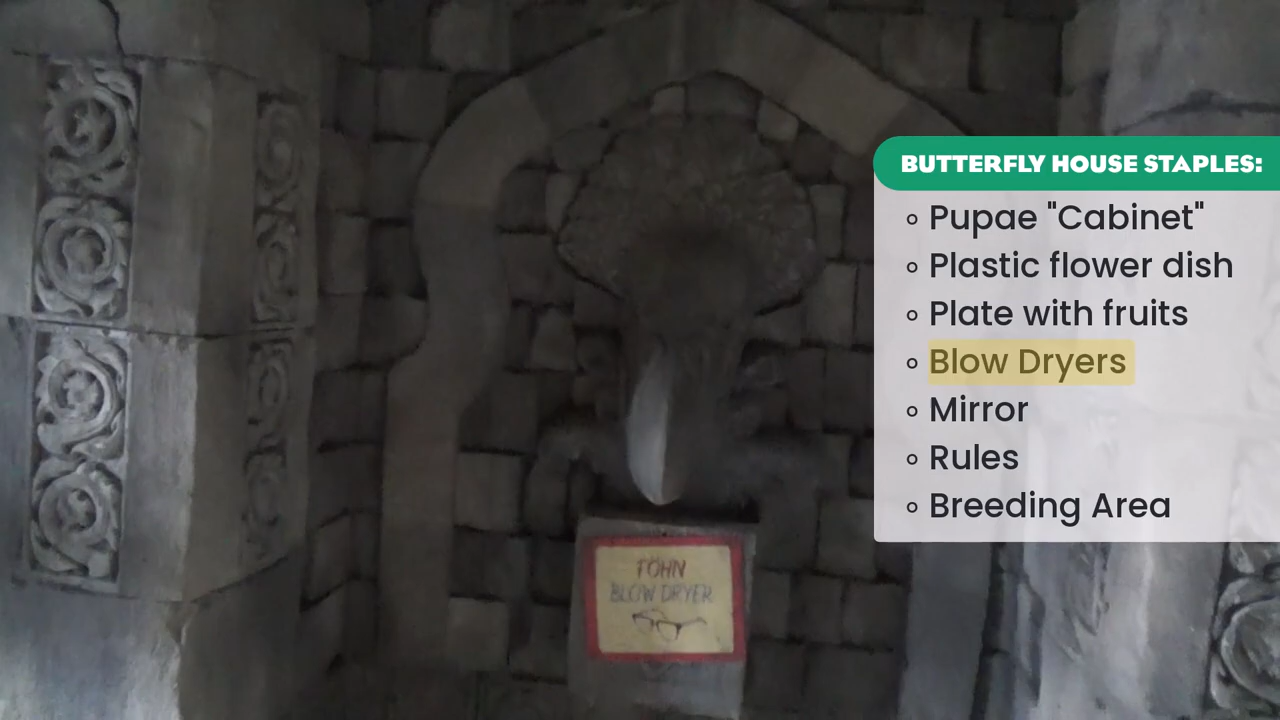 BUTTERFLY HOUSE STAPLES:
Pupae "Cabinet"
Plastic flower dish
Plate with fruits
Blow Dryers
Mirror
Rules
Breeding Area
FÖHN
BLOW DRYER